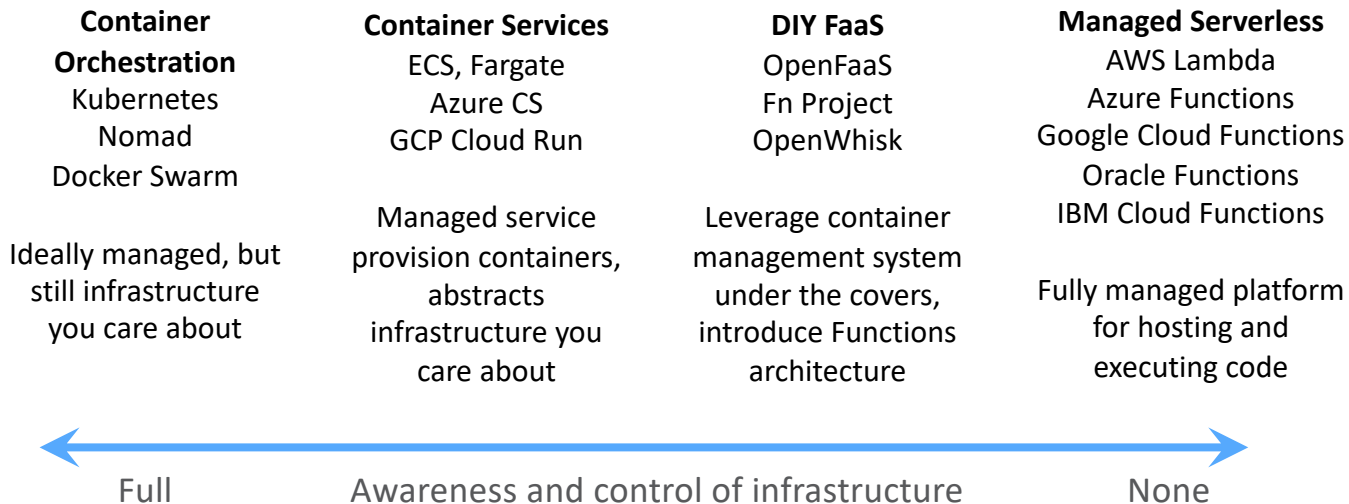 Container
Orchestration
Kubernetes
Nomad
Docker Swarm
Ideally managed, but
still infrastructure
you care about
Container Services
ECS, Fargate
Azure CS
GCP Cloud Run
Managed service
provision containers,
abstracts
infrastructure you
care about
DIY FaaS
OpenFaaS
Fn Project
OpenWhisk
Leverage container
management system
under the covers,
introduce Functions
architecture
Managed Serverless
AWS Lambda
Azure Functions
Google Cloud Functions
Oracle Functions
IBM Cloud Functions
Fully managed platform
for hosting and
executing code
Full
Awareness and control of infrastructure
None